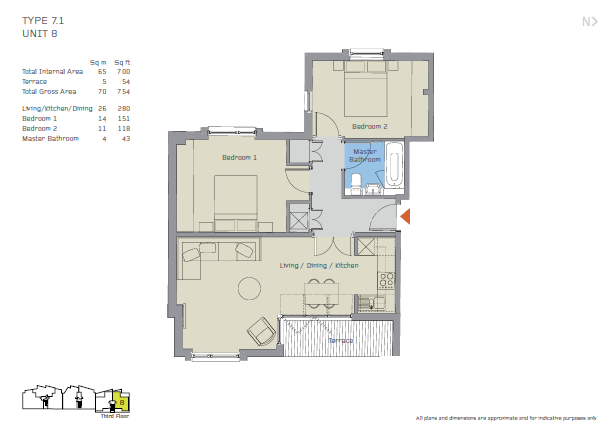 TYPE 7.1
UNIT 8
N
Sq m Sq ft
Total Internal Area 65 700
Terrace 5 54
Total Gross Area 70 754
Living/Kitchen/Dining 26 280
Bedroom 1 14 151
Bedroom 2 11 118
Master Bathroom 4 43
Bedroom 2
Master
Bathroom
Bedroom 1
Living / Dining / Kitchen
Terrace
8
Third Floor
All plans and dimensions are approximate and for indicative purposes only.